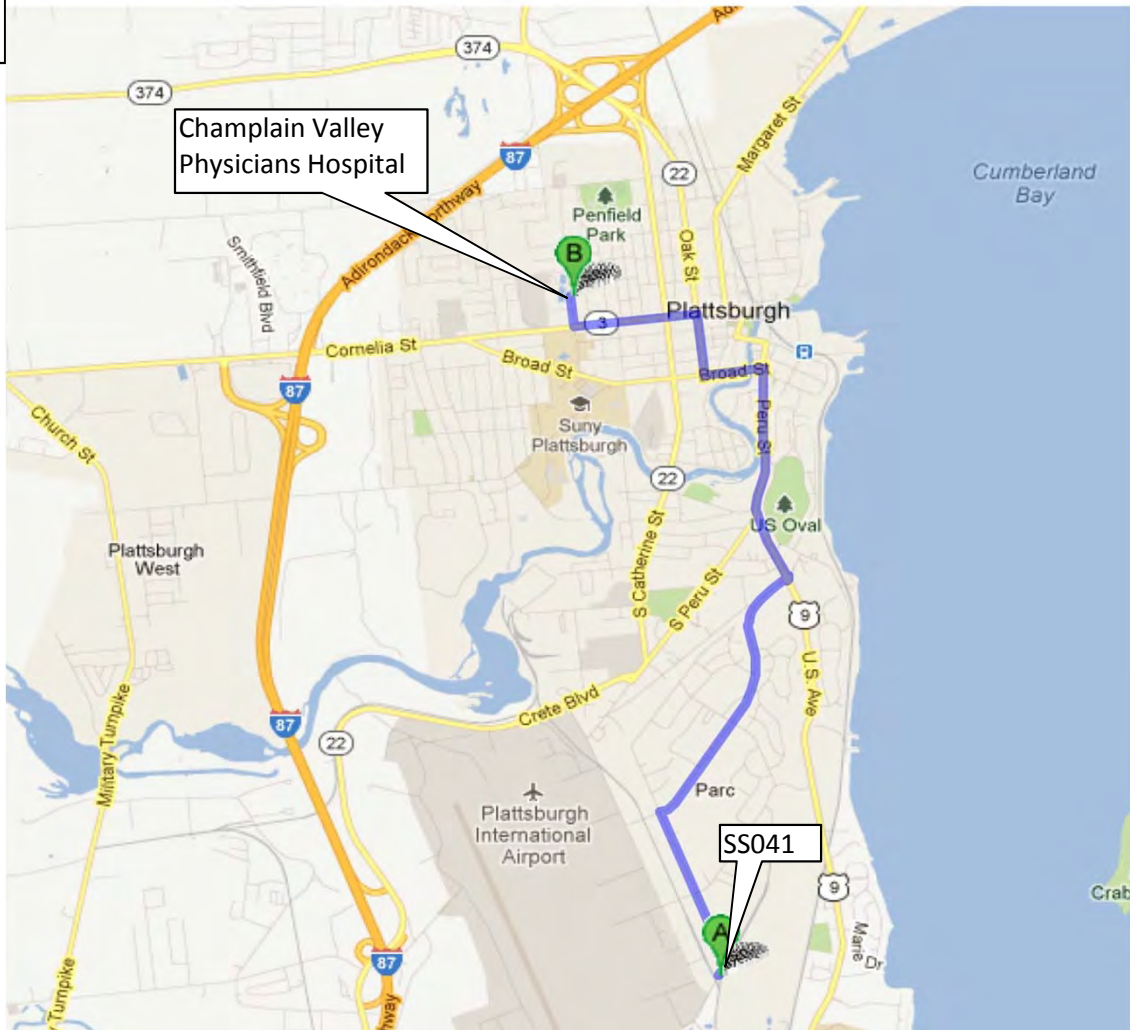 374
374
Champlain Valley
Physicians Hospital
87
22
Margaret St
Cumberland
Bay
Penfield
Park
Adirondack Northway
Smithfield Blvd
Oak St
B
Plattsburgh
3
Cornelia St
Broad St
Broad St
87
Church St
Suny
Plattsburgh
Peru St
22
US Oval
Plattsburgh
West
S Catherine St
S Peru St
9
U.S. Ave
Crete Blvd
87
22
Military Turnpike
Parc
Plattsburgh
International
Airport
SS041
9
Crab
A
Marie Dr
87